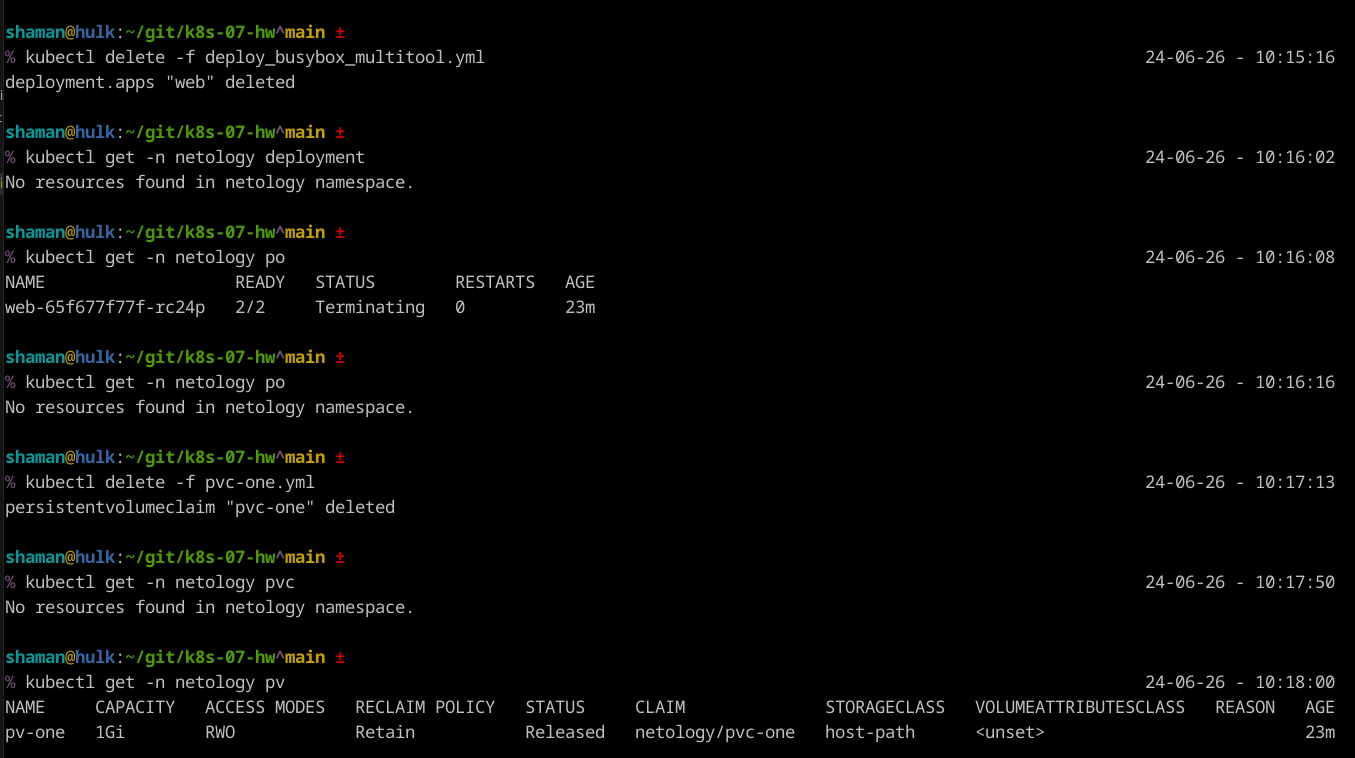 shaman@hulk:~/git/k8s-07-hw^main ±
% kubectl delete -f deploy_busybox_multitool.yml 24-06-26 - 10:15:16
deployment.apps "web" deleted
shaman@hulk:~/git/k8s-07-hw^main ±
% kubectl get -n netology deployment 24-06-26 - 10:16:02
No resources found in netology namespace.
shaman@hulk:~/git/k8s-07-hw^main ±
% kubectl get -n netology po 24-06-26 - 10:16:08
NAME READY STATUS RESTARTS AGE
web-65f677f77f-rc24p 2/2 Terminating 0 23m
shaman@hulk:~/git/k8s-07-hw^main ±
% kubectl get -n netology po 24-06-26 - 10:16:16
No resources found in netology namespace.
shaman@hulk:~/git/k8s-07-hw^main ±
% kubectl delete -f pvc-one.yml 24-06-26 - 10:17:13
persistentvolumeclaim "pvc-one" deleted
shaman@hulk:~/git/k8s-07-hw^main ±
% kubectl get -n netology pvc 24-06-26 - 10:17:50
No resources found in netology namespace.
shaman@hulk:~/git/k8s-07-hw^main ±
% kubectl get -n netology pv 24-06-26 - 10:18:00
NAME CAPACITY ACCESS MODES RECLAIM POLICY STATUS CLAIM STORAGECLASS VOLUMEATTRIBUTESCLASS REASON AGE
pv-one 1Gi RWO Retain Released netology/pvc-one host-path <unset> 23m